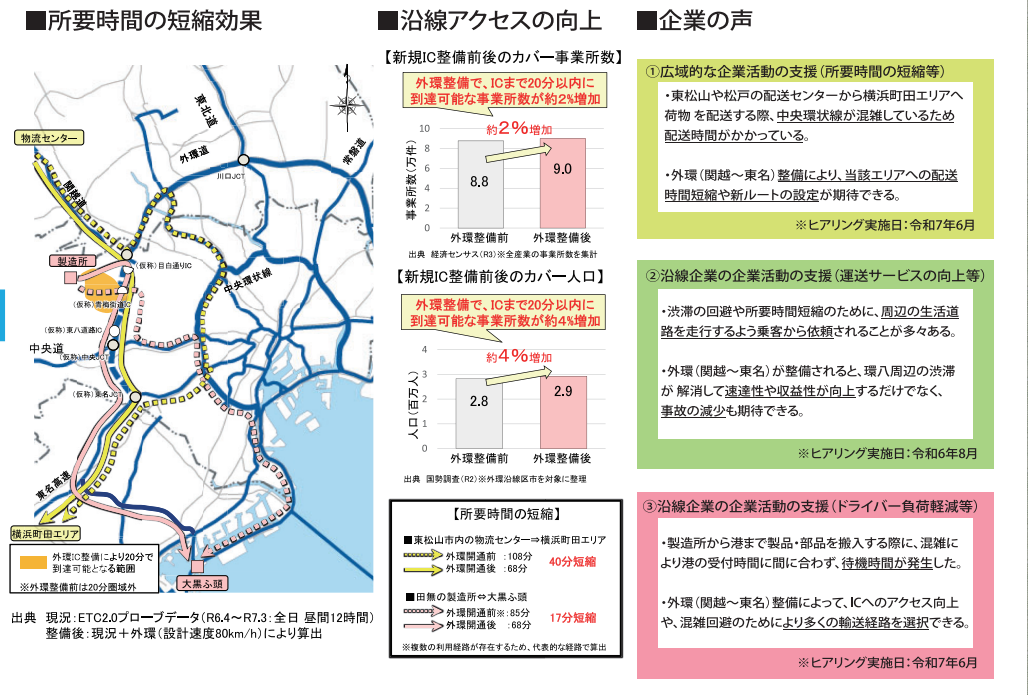 ■所要時間の短縮効果
物流センター
関越道
東北道
外環道
川口JCT
常磐道
製造所
(仮称)目白通りIC
(仮称)青梅街道IC
中央環状線
(仮称)東八道路IC
中央道
(仮称)中央JCT
(仮称)東名JCT
東名高速
横浜町田エリア
大黒ふ頭
外環IC整備により20分で
到達可能となる範囲
※外環整備前は20分圏域外
出典 現況:ETC2.0プローブデータ(R6.4~R7.3:全日 昼間12時間)
整備後:現況+外環(設計速度80km/h)により算出
■沿線アクセスの向上
【新規IC整備前後のカバー事業所数】
外環整備で、ICまで20分以内に
到達可能な事業所数が約2%増加
約2%増加
事業所数(万件)
10
8
6
4
2
0
8.8
9.0
外環整備前
外環整備後
出典 経済センサス(R3)※全産業の事業所数を集計
【新規IC整備前後のカバー人口】
外環整備で、ICまで20分以内に
到達可能な事業所数が約4%増加
約4%増加
人口(百万人)
4
3
2
1
0
2.8
2.9
外環整備前
外環整備後
出典 国勢調査(R2)※外環沿線区市を対象に整理
【所要時間の短縮】
■東松山市内の物流センター⇒横浜町田エリア
外環開通前 :108分
外環開通後 :68分
40分短縮
■田無の製造所⇔大黒ふ頭
外環開通前※:85分
外環開通後 :68分
17分短縮
※複数の利用経路が存在するため、代表的な経路で算出
■企業の声
①広域的な企業活動の支援(所要時間の短縮等)
・東松山や松戸の配送センターから横浜町田エリアへ
荷物 を配送する際、中央環状線が混雑しているため
配送時間がかかっている。
・外環(関越~東名)整備により、当該エリアへの配送
時間短縮や新ルートの設定が期待できる。
※ヒアリング実施日:令和7年6月
②沿線企業の企業活動の支援(運送サービスの向上等)
・渋滞の回避や所要時間短縮のために、周辺の生活道
路を走行するよう乗客から依頼されることが多々ある。
・外環(関越~東名)が整備されると、環八周辺の渋滞
が 解消して速達性や収益性が向上するだけでなく、
事故の減少も期待できる。
※ヒアリング実施日:令和6年8月
③沿線企業の企業活動の支援(ドライバー負荷軽減等)
・製造所から港まで製品・部品を搬入する際に、混雑に
より港の受付時間に間に合わず、待機時間が発生した。
・外環(関越~東名)整備によって、ICへのアクセス向上
や、混雑回避のためにより多くの輸送経路を選択できる。
※ヒアリング実施日:令和7年6月